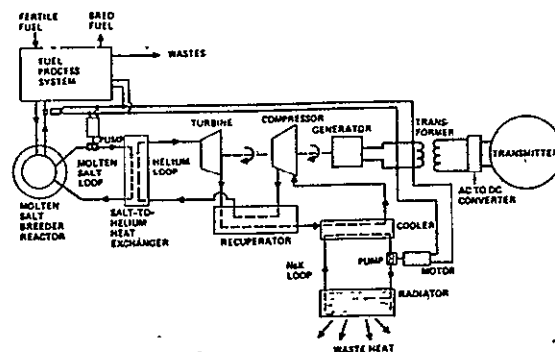 FERTILE
FUEL
BRED
FUEL
WASTES
FUEL
PROCESS
SYSTEM
TURBINE
COMPRESSOR
GENERATOR
TRANS-
FORMER
TRANSMITTER
PUMP
MOLTEN
SALT
LOOP
HELIUM
LOOP
AC TO DC
CONVERTER
MOLTEN
SALT
BREEDER
REACTOR
SALT-TO-
HELIUM
HEAT
EXCHANGER
RECUPERATOR
COOLER
PUMP
MOTOR
NaK
LOOP
RADIATOR
WASTE HEAT